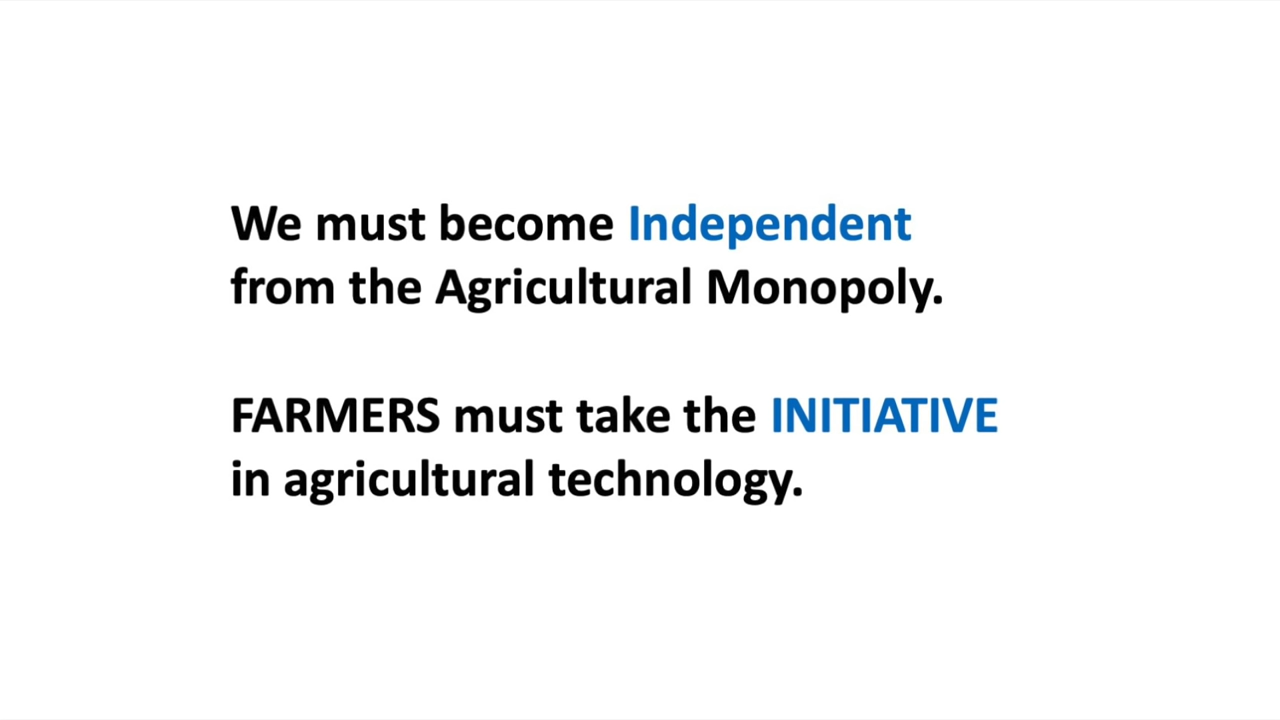 We must become Independent
from the Agricultural Monopoly.
FARMERS must take the INITIATIVE
in agricultural technology.